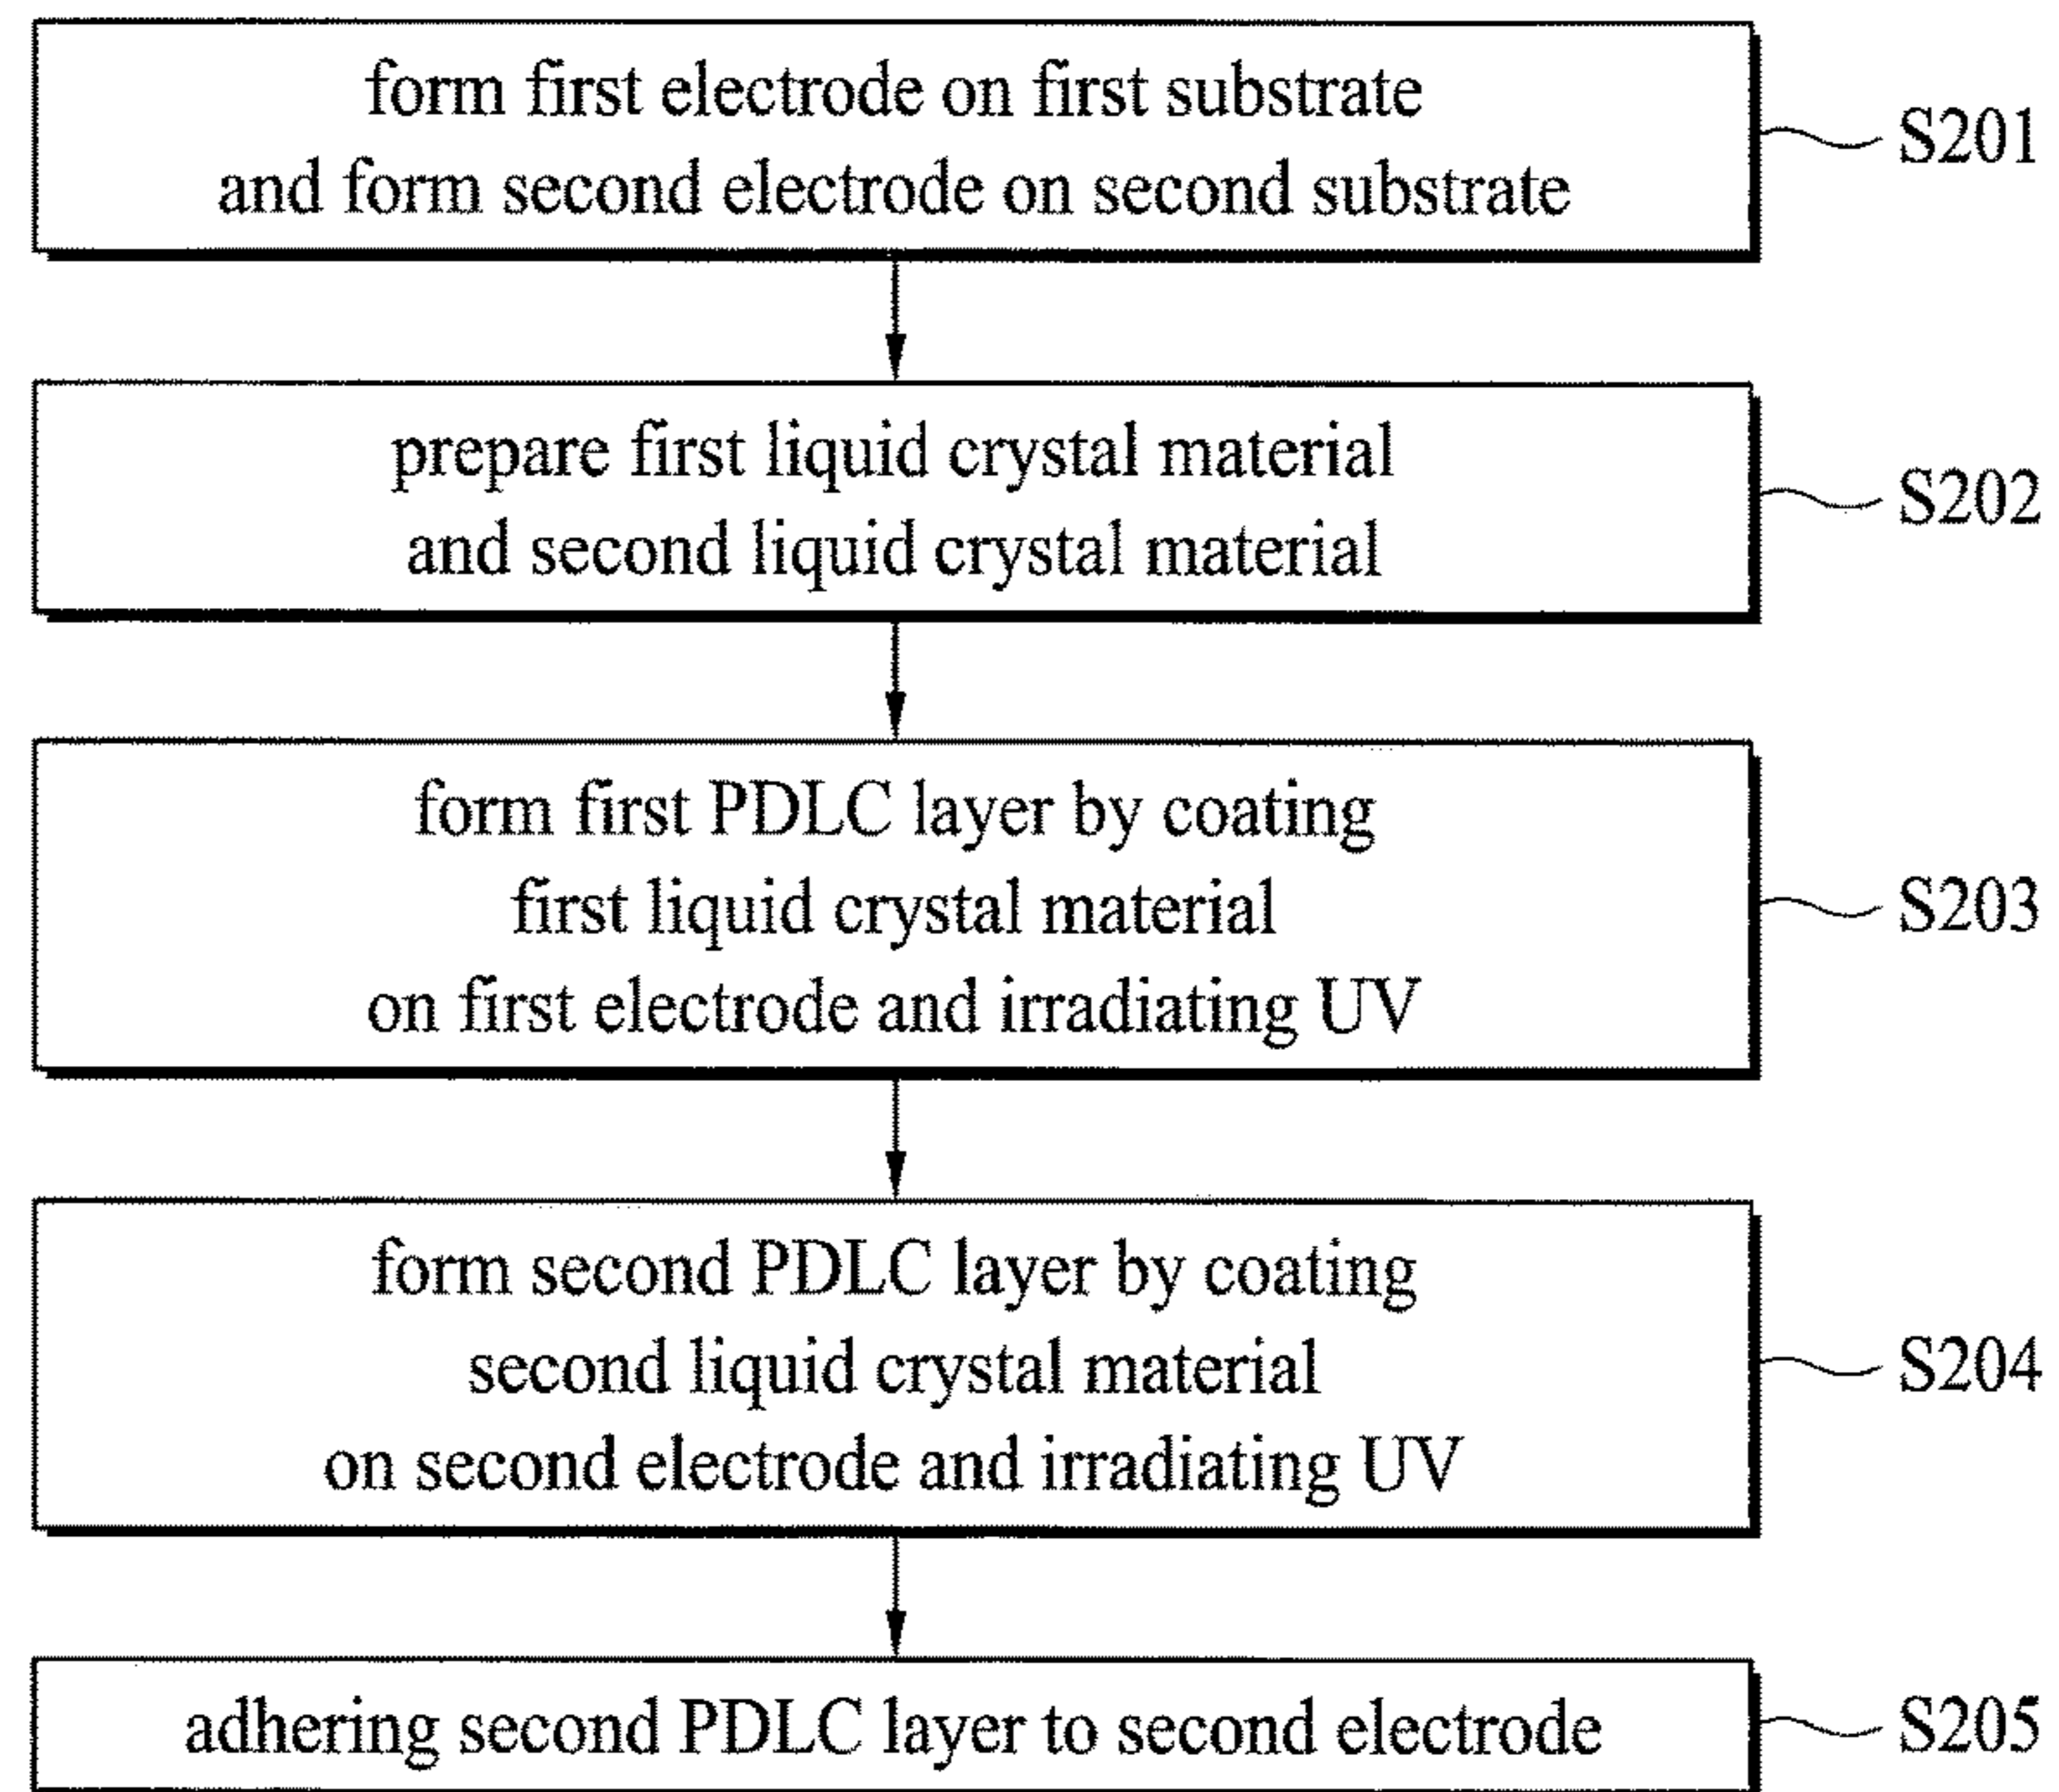 form first electrode on first substrate
and form second electrode on second substrate
S201
prepare first liquid crystal material
and second liquid crystal material
S202
form first PDLC layer by coating
first liquid crystal material
on first electrode and irradiating UV
S203
form second PDLC layer by coating
second liquid crystal material
on second electrode and irradiating UV
S204
adhering second PDLC layer to second electrode
S205